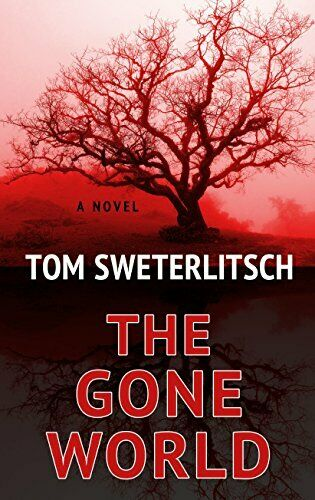 A NOVEL
TOM SWETERLITSCH
THE
GONE
WORLD